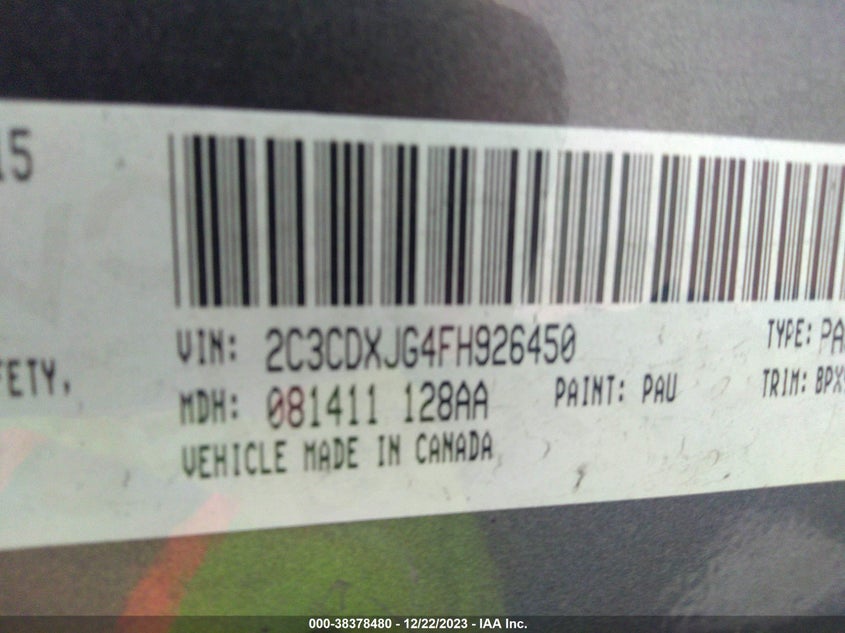 15
VIN: 2C3CDXJG4FH926450 TYPE: PA
FETY,
MDH: 081411 128AA PAINT: PAU TRIM: BPX
VEHICLE MADE IN CANADA
000-38378480 - 12/22/2023 - IAA Inc.